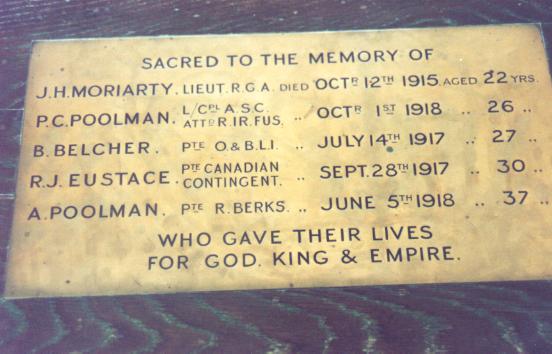 SACRED TO THE MEMORY OF
J.H.MORIARTY. LIEUT. R.G.A. DIED OCTR 12TH 1915. AGED 22 YRS.
P.C.POOLMAN. L/CPL A.S.C. ATTD R.IR.FUS. .. OCTR 1ST 1918 .. 26 ..
B. BELCHER. PTE O.& B.L.I. .. JULY 14TH 1917 .. 27 ..
R.J. EUSTACE. PTE CANADIAN CONTINGENT. .. SEPT. 28TH 1917 .. 30 ..
A.POOLMAN. PTE R.BERKS. .. JUNE 5TH 1918 .. 37 ..
WHO GAVE THEIR LIVES
FOR GOD. KING & EMPIRE.